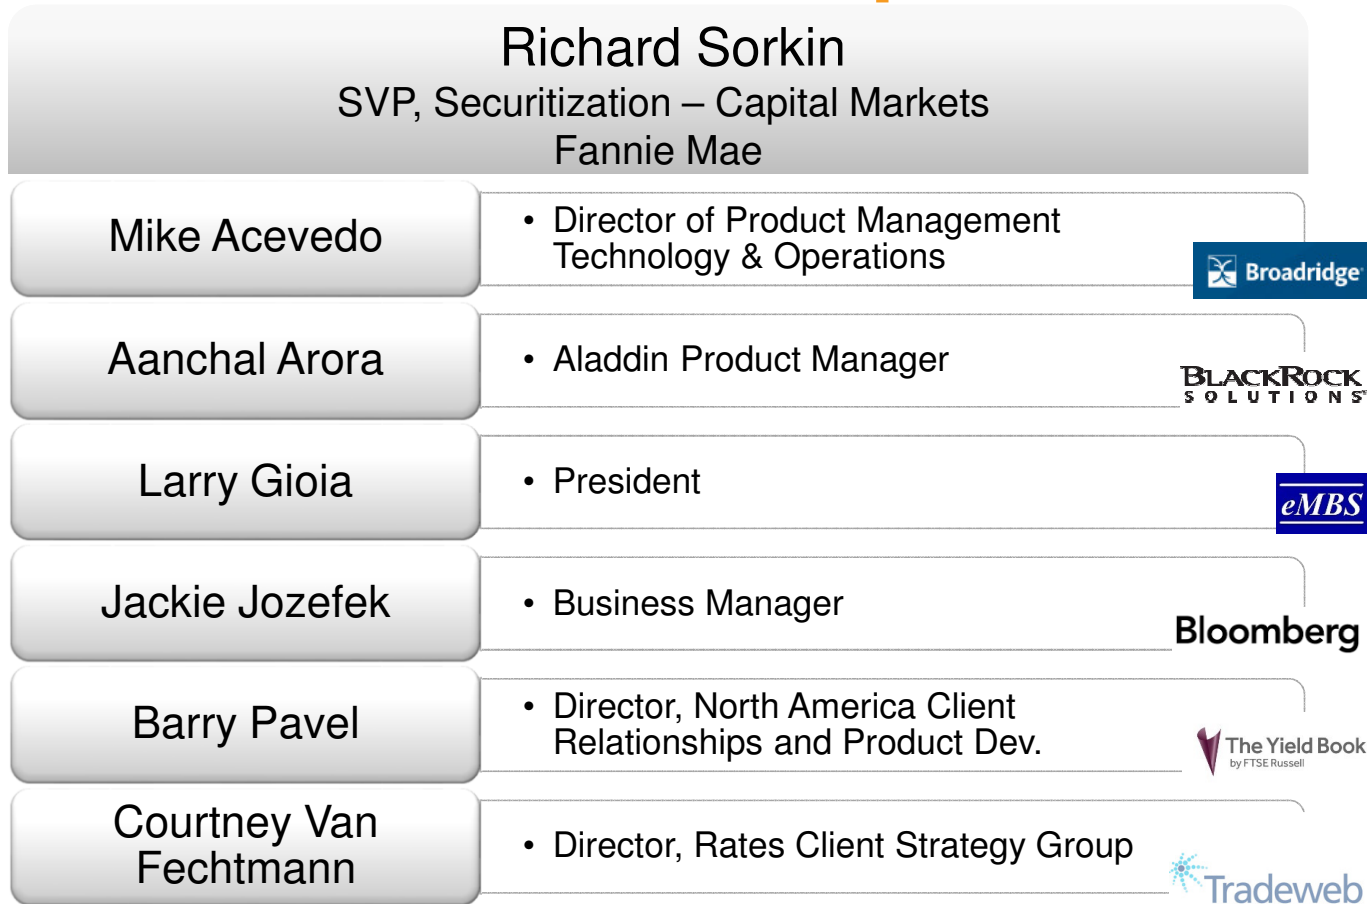 Richard Sorkin
SVP, Securitization – Capital Markets
Fannie Mae
Mike Acevedo
• Director of Product Management
Technology & Operations
Broadridge
Aanchal Arora
• Aladdin Product Manager
BLACKROCK
SOLUTIONS
Larry Gioia
• President
eMBS
Jackie Jozefek
• Business Manager
Bloomberg
Barry Pavel
• Director, North America Client
Relationships and Product Dev.
The Yield Book
by FTSE Russell
Courtney Van
Fechtmann
• Director, Rates Client Strategy Group
Tradeweb